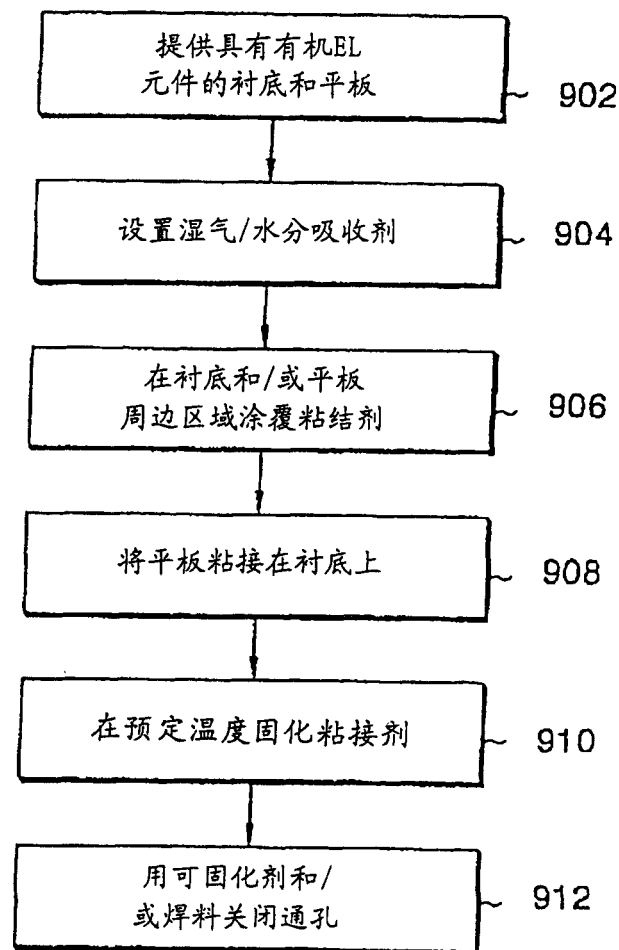 提供具有有机EL
元件的衬底和平板
902
设置湿气/水分吸收剂
904
在衬底和/或平板
周边区域涂覆粘结剂
906
将平板粘接在衬底上
908
在预定温度固化粘接剂
910
用可固化剂和/
或焊料关闭通孔
912